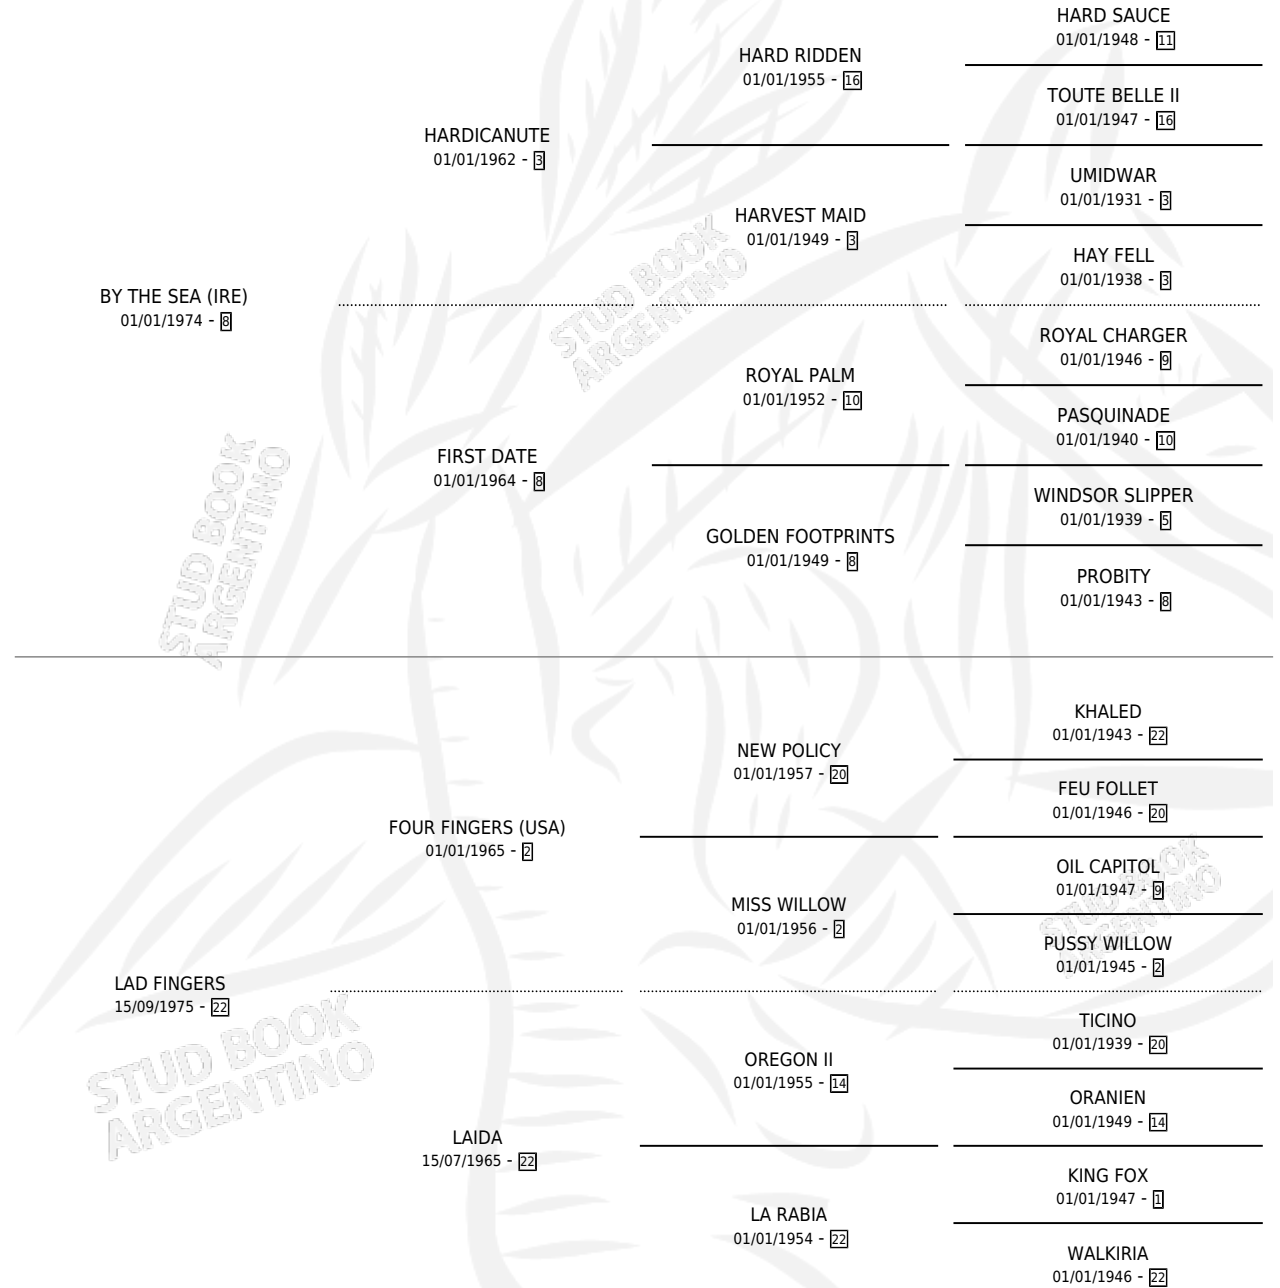 HARD SAUCE
01/01/1948 - 11
HARD RIDDEN
01/01/1955 - 16
TOUTE BELLE II
01/01/1947 - 16
HARDICANUTE
01/01/1962 - 3
UMIDWAR
01/01/1931 - 3
HARVEST MAID
01/01/1949 - 3
HAY FELL
01/01/1938 - 3
BY THE SEA (IRE)
01/01/1974 - 8
STUD BOOK
ARGENTINO
ROYAL CHARGER
01/01/1946 - 9
ROYAL PALM
01/01/1952 - 10
PASQUINADE
01/01/1940 - 10
FIRST DATE
01/01/1964 - 8
WINDSOR SLIPPER
01/01/1939 - 5
GOLDEN FOOTPRINTS
01/01/1949 - 8
PROBITY
01/01/1943 - 8
STUD BOOK
ARGENTINO
KHALED
01/01/1943 - 22
NEW POLICY
01/01/1957 - 20
FEU FOLLET
01/01/1946 - 20
FOUR FINGERS (USA)
01/01/1965 - 2
OIL CAPITOL
01/01/1947 - 9
MISS WILLOW
01/01/1956 - 2
STUD BOOK
ARGENTINO
PUSSY WILLOW
01/01/1945 - 2
LAD FINGERS
15/09/1975 - 22
TICINO
01/01/1939 - 20
OREGON II
01/01/1955 - 14
STUD BOOK
ARGENTINO
ORANIEN
01/01/1949 - 14
LAIDA
15/07/1965 - 22
KING FOX
01/01/1947 - 1
LA RABIA
01/01/1954 - 22
WALKIRIA
01/01/1946 - 22